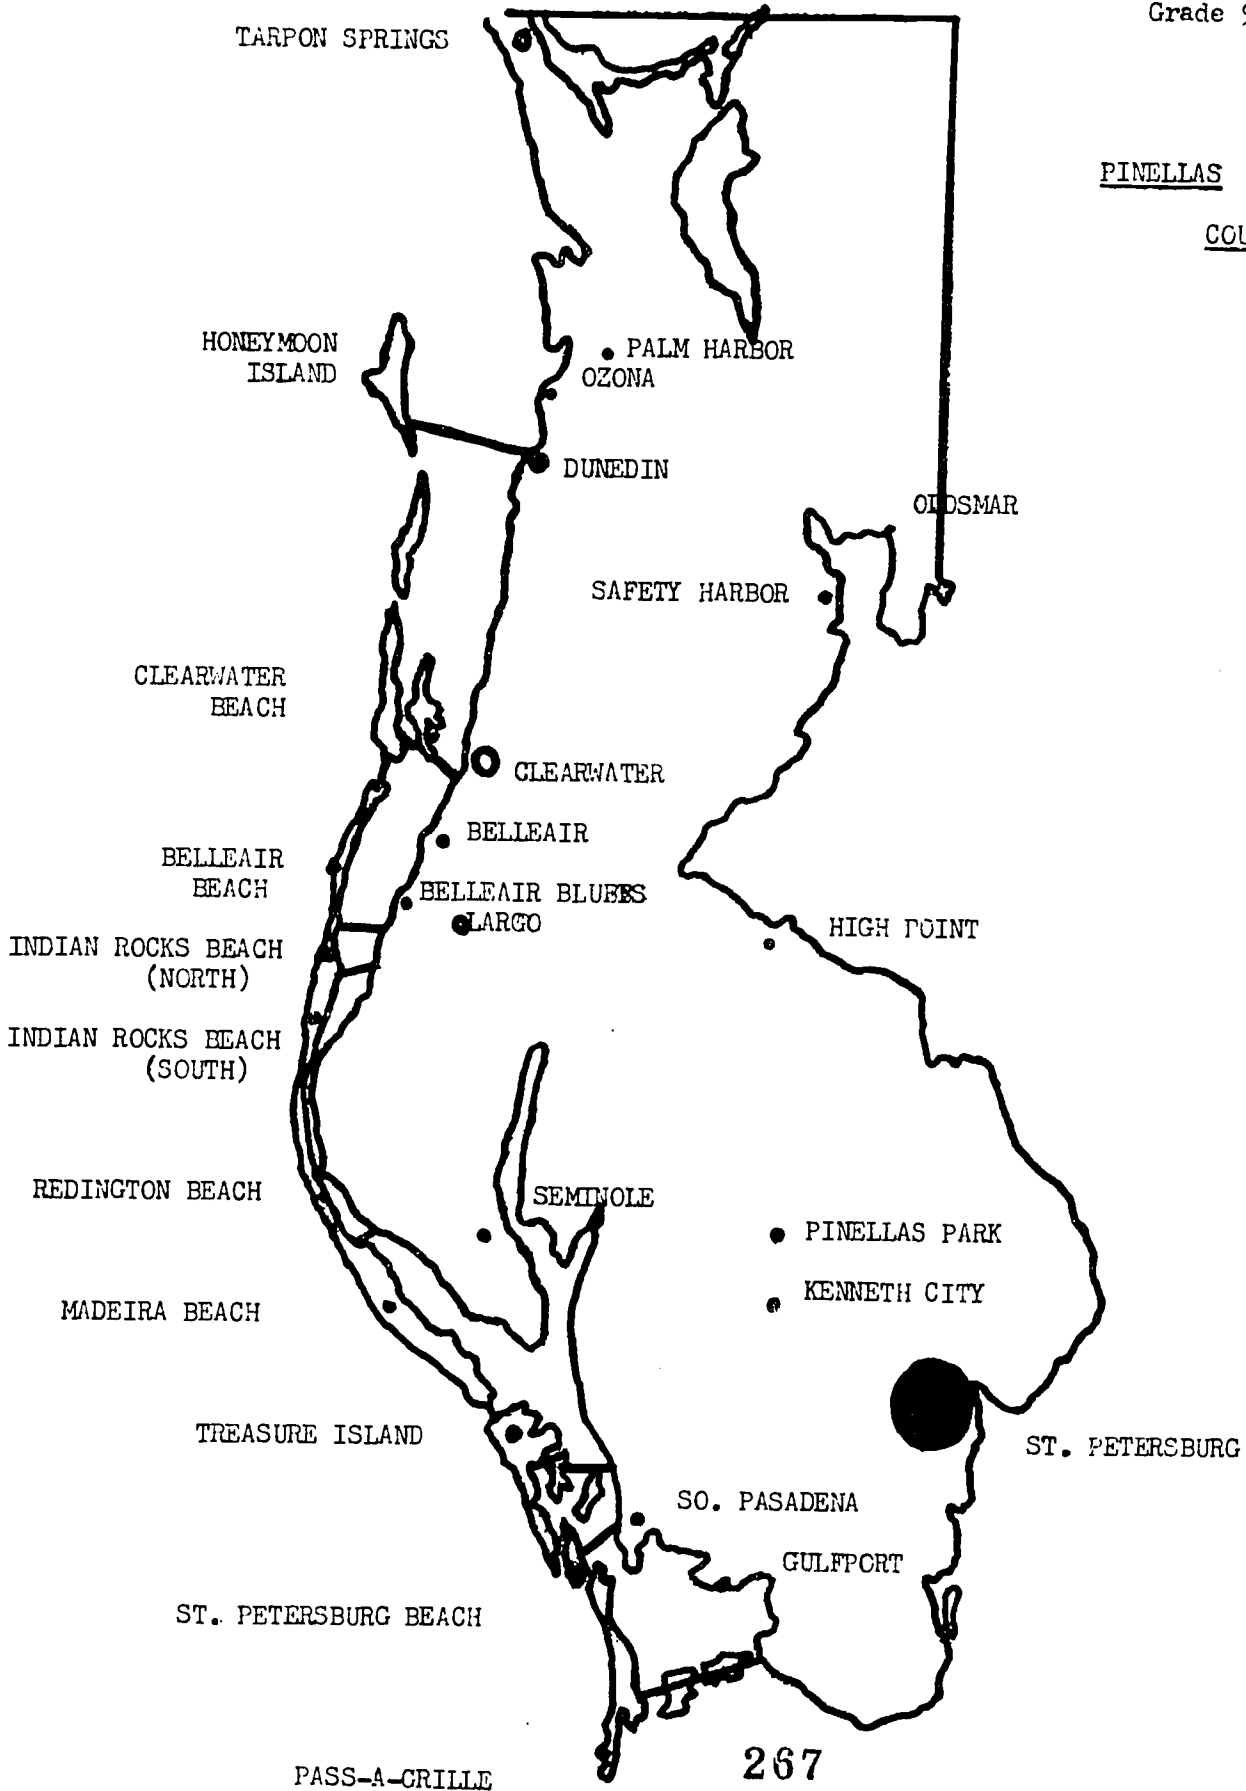 Grade 9
TARPON SPRINGS
PINELLAS
COU
HONEYMOON
ISLAND
PALM HARBOR
OZONA
DUNEDIN
OLDSMAR
SAFETY HARBOR
CLEARWATER
BEACH
CLEARWATER
BELLEAIR
BELLEAIR
BEACH
BELLEAIR BLUFFS
LARGO
HIGH POINT
INDIAN ROCKS BEACH
(NORTH)
INDIAN ROCKS BEACH
(SOUTH)
REDINGTON BEACH
SEMINOLE
PINELLAS PARK
KENNETH CITY
MADEIRA BEACH
TREASURE ISLAND
ST. PETERSBURG
SO. PASADENA
GULFPORT
ST. PETERSBURG BEACH
PASS-A-GRILLE
267